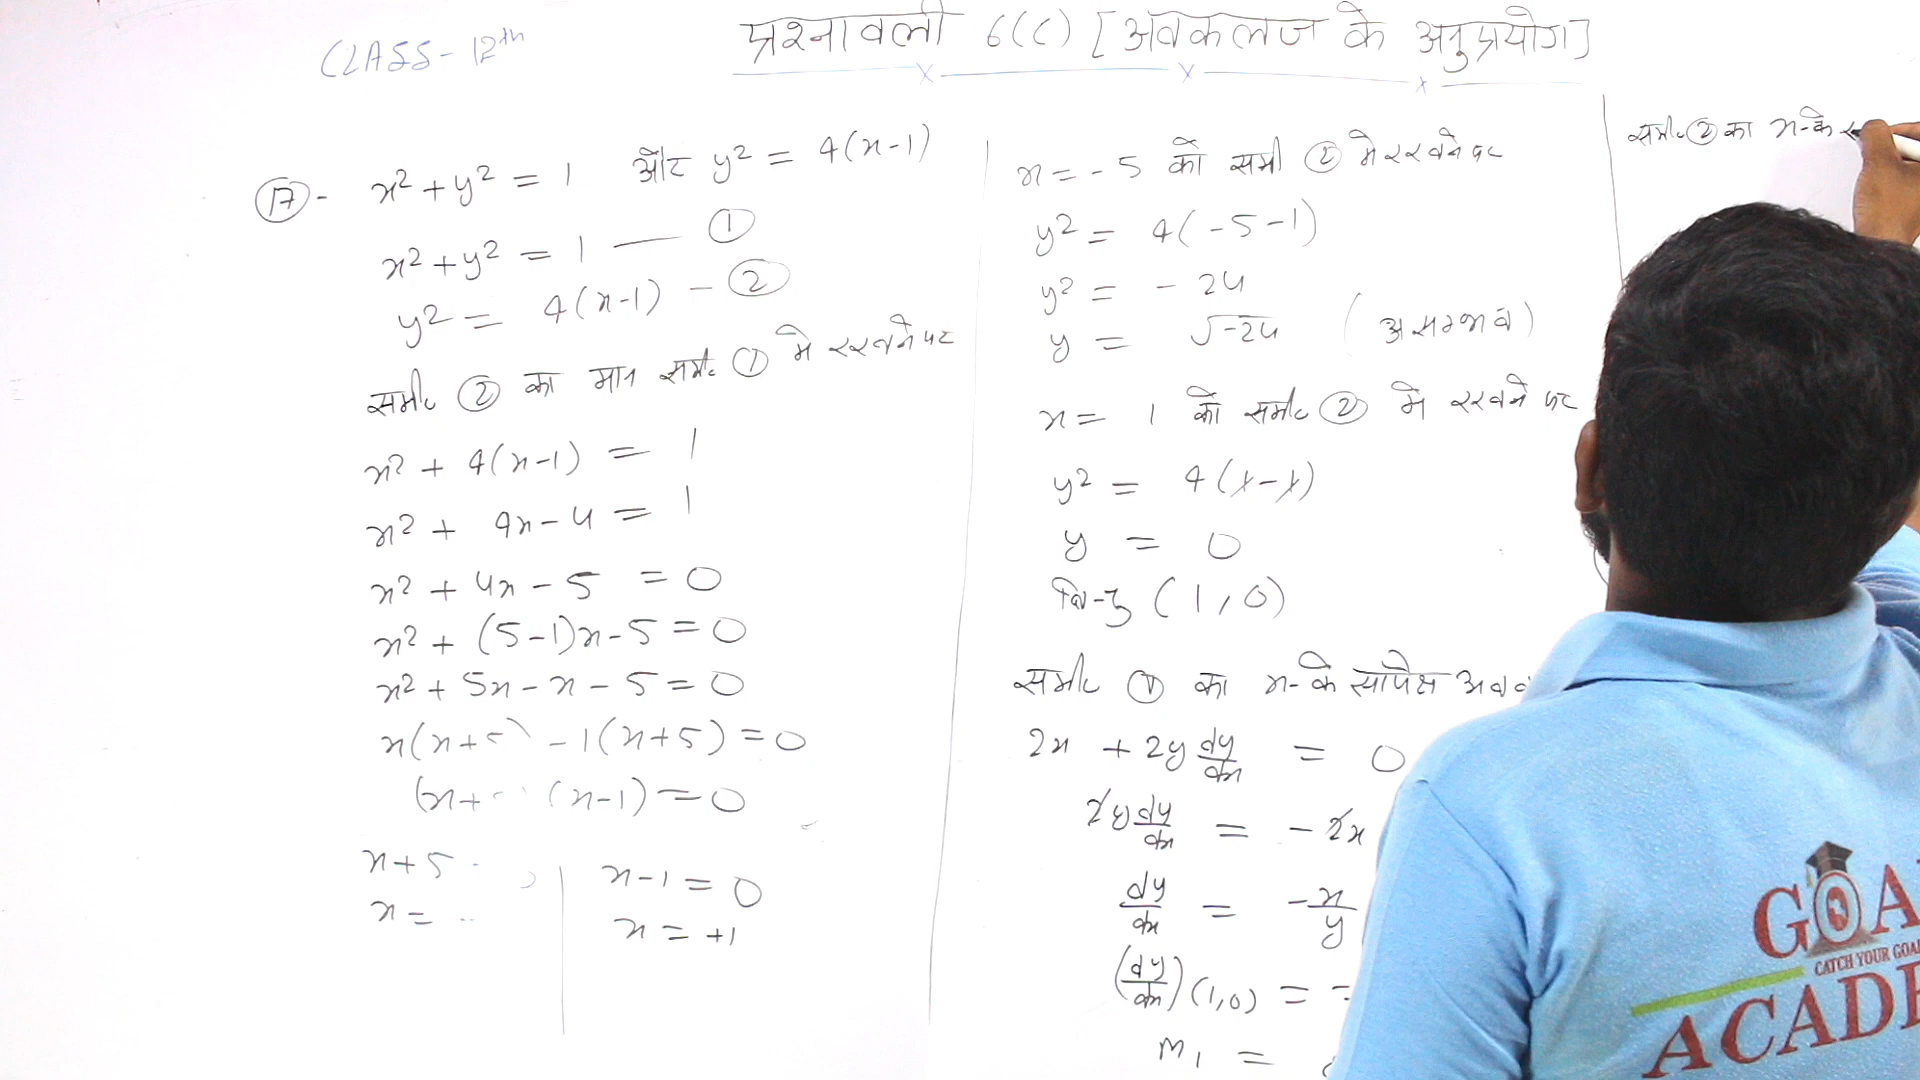 CLASS - 12th
प्रश्नावली 6(C) [अवकलज के अनुप्रयोग]
17 - x² + y² = 1 और y² = 4(x-1)
x² + y² = 1 — ①
y² = 4(x-1) - ②
समी० ② का मान समी० ① मे रखने पर
x² + 4(x-1) = 1
x² + 4x - 4 = 1
x² + 4x - 5 = 0
x² + (5-1)x - 5 = 0
x² + 5x - x - 5 = 0
x(x+5) - 1(x+5) = 0
(x+ (x-1) = 0
x+5
x =
x-1 = 0
x = +1
x = -5 को समी ② मे रखने पर
y² = 4(-5-1)
y² = - 24
y = √-24 (असम्भव)
x = 1 को समी० ② मे रखने पर
y² = 4(1-1)
y = 0
बिन्दु (1,0)
समी० ① का x-के सापेक्ष
2x + 2y dy/dx = 0
2y dy/dx = - 2x
dy/dx = -x/y
(dy/dx)(1,0) = -
m₁ =
समी० ② का x-के
GOA
CATCH YOUR GOA
ACADE